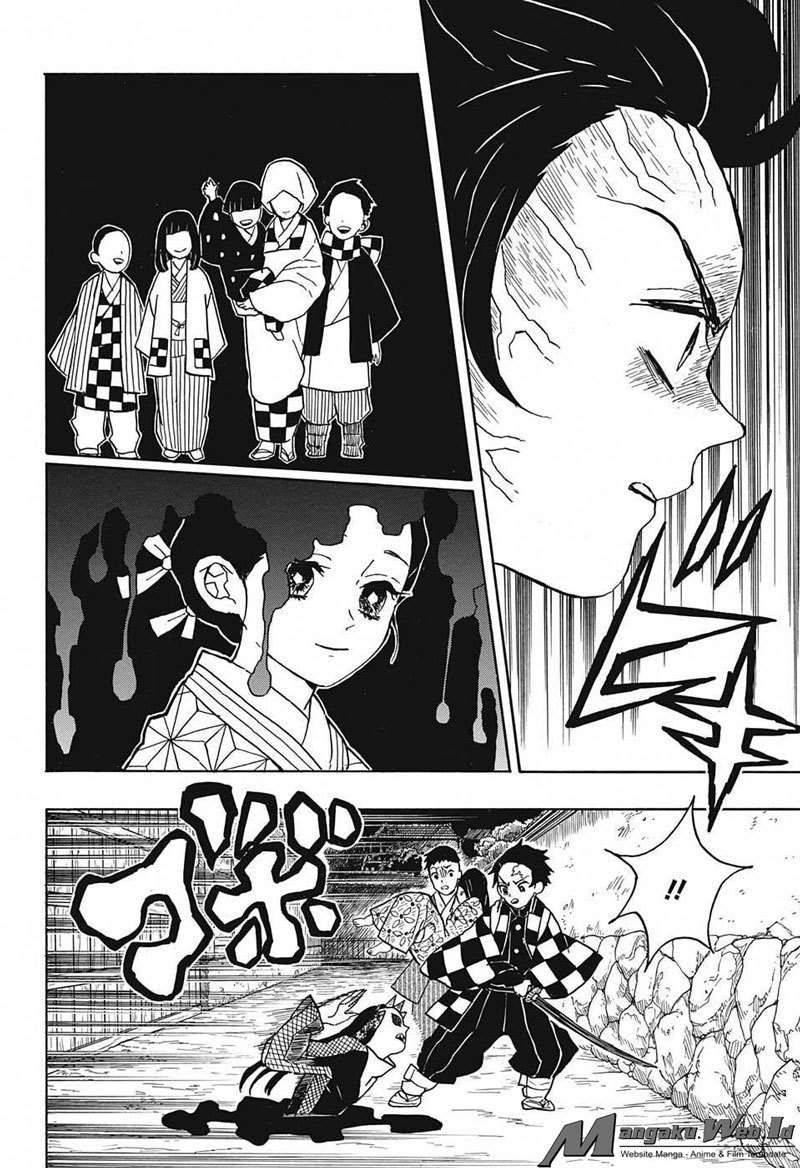 ビキ
!!
ゴボ
Mangaku.Web.Id
Website Manga - Anime & Film Terupdate